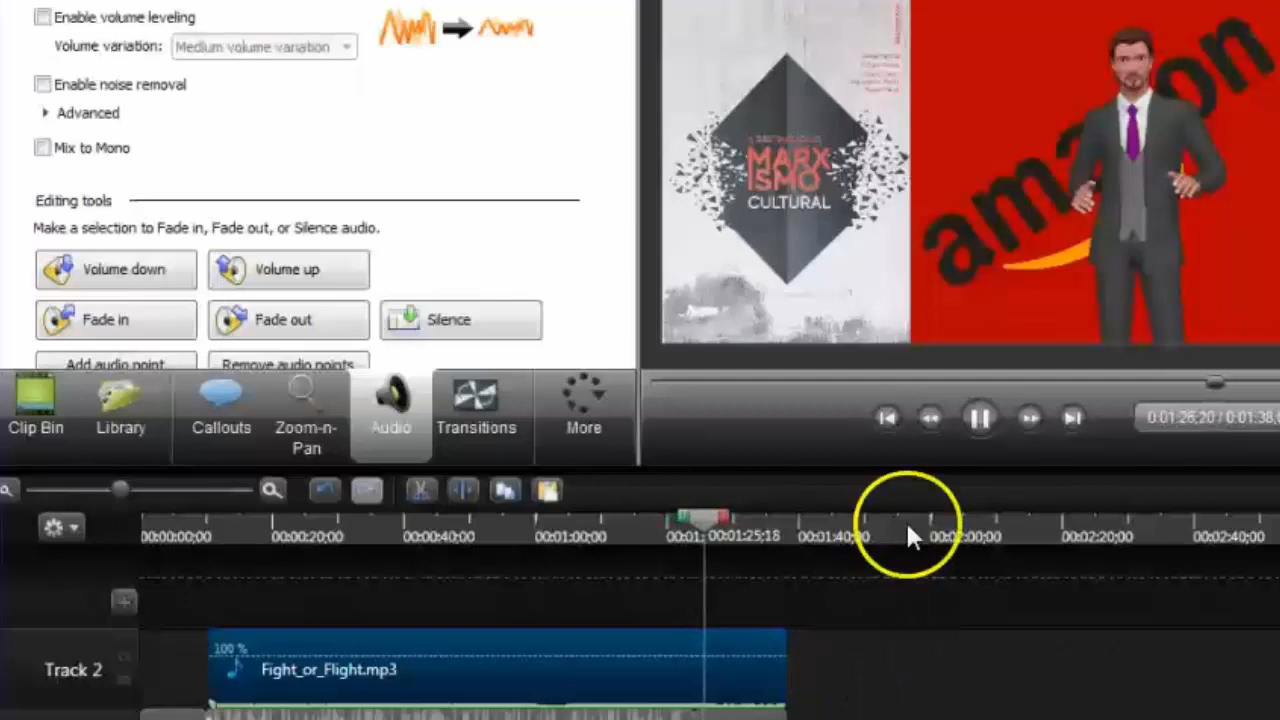 Enable volume leveling
Volume variation: Medium volume variation
Enable noise removal
Advanced
Mix to Mono
Editing tools
Make a selection to Fade in, Fade out, or Silence audio.
Volume down Volume up
Fade in Fade out Silence
Add audio point Remove audio points
MARX
ISMO
CULTURAL
amazon
Clip Bin Library Callouts Zoom-n-Pan Audio Transitions More
0:01:26,20 / 0:01:38,
00:00:00;00 00:00:20;00 00:00:40;00 00:01:00;00 00:01: 00:01:25;18 00:01:40;00 00:02:00;00 00:02:20;00 00:02:40;00
100 %
Track 2 Fight_or_Flight.mp3